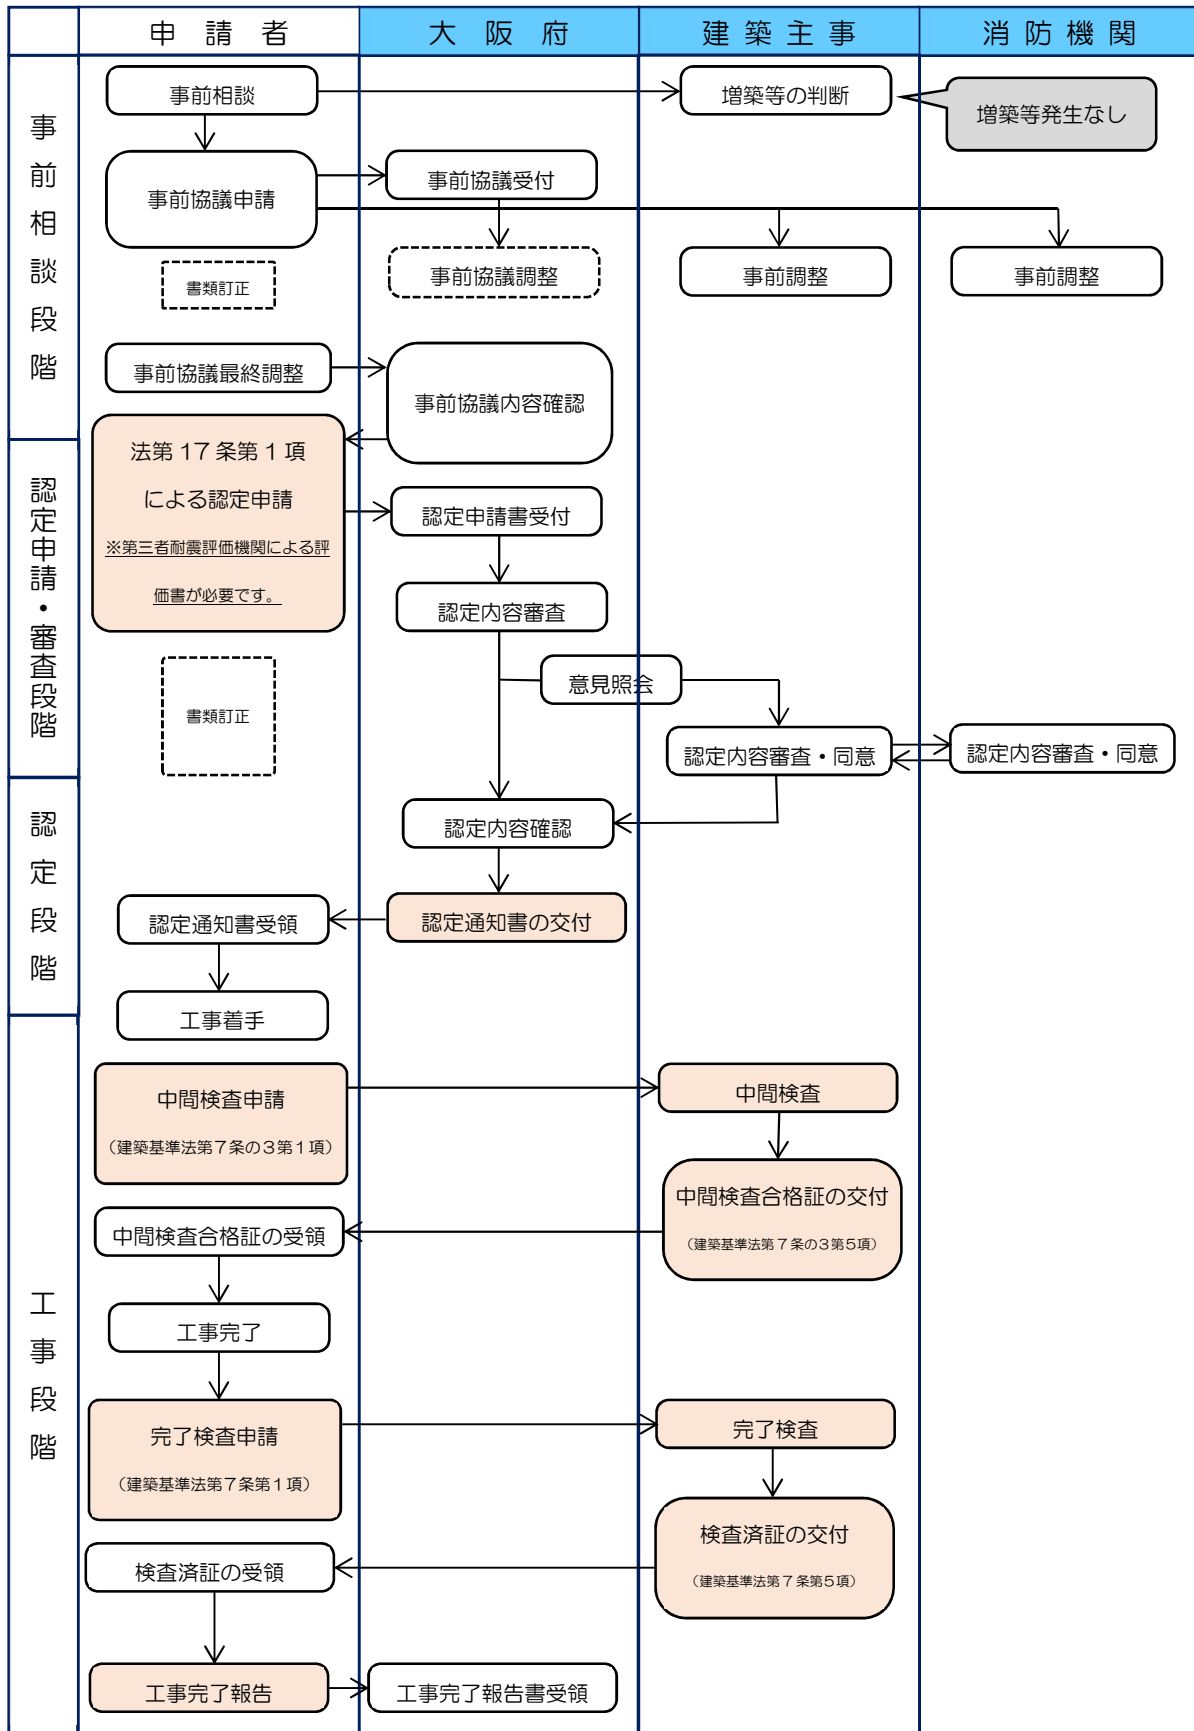 申請者
大阪府
建築主事
消防機関
事前相談段階
事前相談
増築等の判断
増築等発生なし
事前協議申請
事前協議受付
事前協議調整
事前調整
事前調整
書類訂正
事前協議最終調整
事前協議内容確認
認定申請・審査段階
法第 17 条第 1 項
による認定申請
※第三者耐震評価機関による評
価書が必要です。
認定申請書受付
認定内容審査
書類訂正
意見照会
認定内容審査・同意
認定内容審査・同意
認定段階
認定内容確認
認定通知書受領
認定通知書の交付
工事着手
工事段階
中間検査申請
（建築基準法第７条の３第１項）
中間検査
中間検査合格証の交付
（建築基準法第７条の３第５項）
中間検査合格証の受領
工事完了
完了検査申請
（建築基準法第７条第１項）
完了検査
検査済証の交付
（建築基準法第７条第５項）
検査済証の受領
工事完了報告
工事完了報告書受領